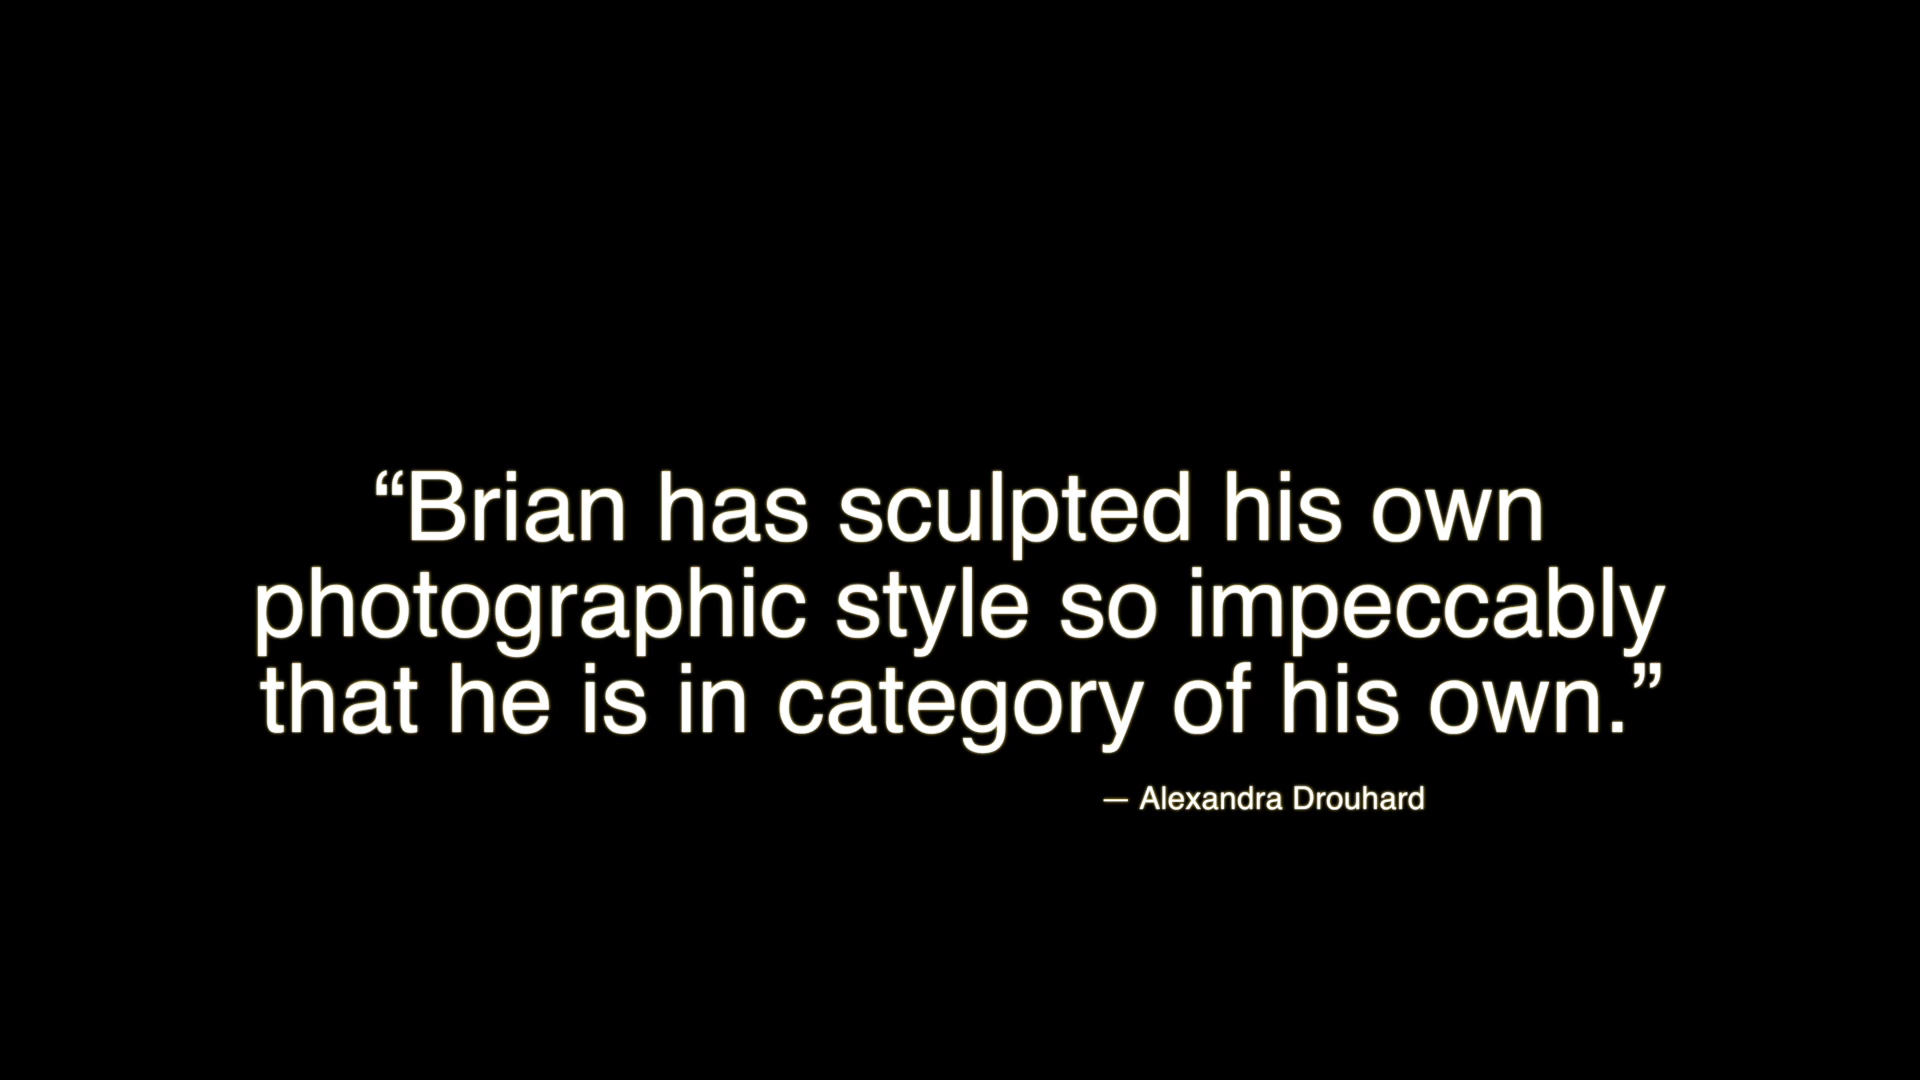 “Brian has sculpted his own
photographic style so impeccably
that he is in category of his own.”
— Alexandra Drouhard